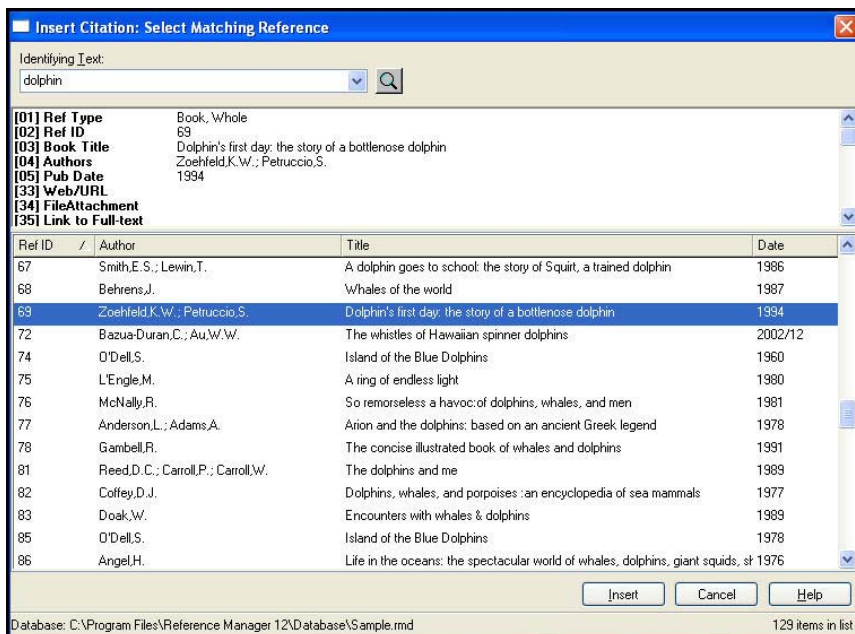 Insert Citation: Select Matching Reference
Identifying Text:
dolphin
[01] Ref Type Book, Whole
[02] Ref ID 69
[03] Book Title Dolphin's first day: the story of a bottlenose dolphin
[04] Authors Zoehfeld,K.W.; Petruccio,S.
[05] Pub Date 1994
[33] Web/URL
[34] FileAttachment
[35] Link to Full-text
Ref ID / Author Title Date
67 Smith,E.S.; Lewin,T. A dolphin goes to school: the story of Squirt, a trained dolphin 1986
68 Behrens,J. Whales of the world 1987
69 Zoehfeld,K.W.; Petruccio,S. Dolphin's first day: the story of a bottlenose dolphin 1994
72 Bazua-Duran,C.; Au,W.W. The whistles of Hawaiian spinner dolphins 2002/12
74 O'Dell,S. Island of the Blue Dolphins 1960
75 L'Engle,M. A ring of endless light 1980
76 McNally,R. So remorseless a havoc:of dolphins, whales, and men 1981
77 Anderson,L.; Adams,A. Arion and the dolphins: based on an ancient Greek legend 1978
78 Gambell,R. The concise illustrated book of whales and dolphins 1991
81 Reed,D.C.; Carroll,P.; Carroll,W. The dolphins and me 1989
82 Coffey,D.J. Dolphins, whales, and porpoises :an encyclopedia of sea mammals 1977
83 Doak,W. Encounters with whales & dolphins 1989
85 O'Dell,S. Island of the Blue Dolphins 1978
86 Angel,H. Life in the oceans: the spectacular world of whales, dolphins, giant squids, sh 1976
Insert Cancel Help
Database: C:\Program Files\Reference Manager 12\Database\Sample.rmd 129 items in list